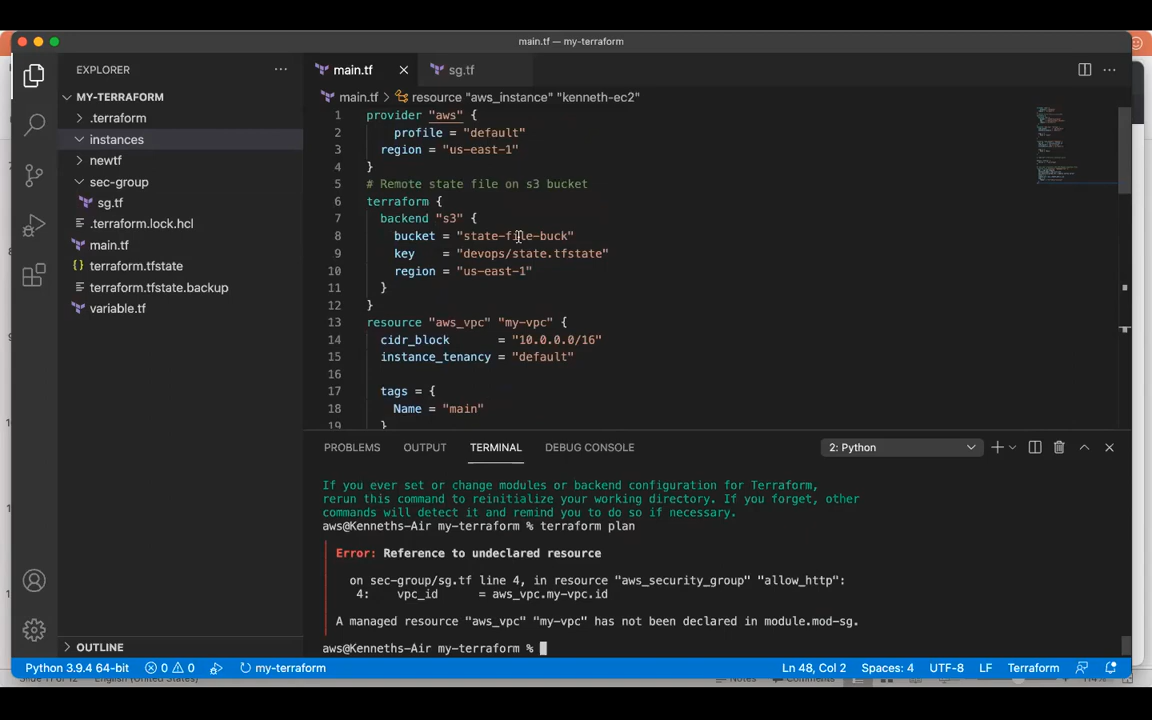 main.tf — my-terraform
EXPLORER
MY-TERRAFORM
.terraform
instances
newtf
sec-group
sg.tf
.terraform.lock.hcl
main.tf
terraform.tfstate
terraform.tfstate.backup
variable.tf
OUTLINE
main.tf
sg.tf
main.tf > resource "aws_instance" "kenneth-ec2"
1 provider "aws" {
2 profile = "default"
3 region = "us-east-1"
4 }
5 # Remote state file on s3 bucket
6 terraform {
7 backend "s3" {
8 bucket = "state-file-buck"
9 key = "devops/state.tfstate"
10 region = "us-east-1"
11 }
12 }
13 resource "aws_vpc" "my-vpc" {
14 cidr_block = "10.0.0.0/16"
15 instance_tenancy = "default"
16
17 tags = {
18 Name = "main"
19 }
PROBLEMS OUTPUT TERMINAL DEBUG CONSOLE 2: Python
If you ever set or change modules or backend configuration for Terraform,
rerun this command to reinitialize your working directory. If you forget, other
commands will detect it and remind you to do so if necessary.
aws@Kenneths-Air my-terraform % terraform plan
Error: Reference to undeclared resource
on sec-group/sg.tf line 4, in resource "aws_security_group" "allow_http":
4: vpc_id = aws_vpc.my-vpc.id
A managed resource "aws_vpc" "my-vpc" has not been declared in module.mod-sg.
aws@Kenneths-Air my-terraform %
Python 3.9.4 64-bit 0 0 my-terraform Ln 48, Col 2 Spaces: 4 UTF-8 LF Terraform